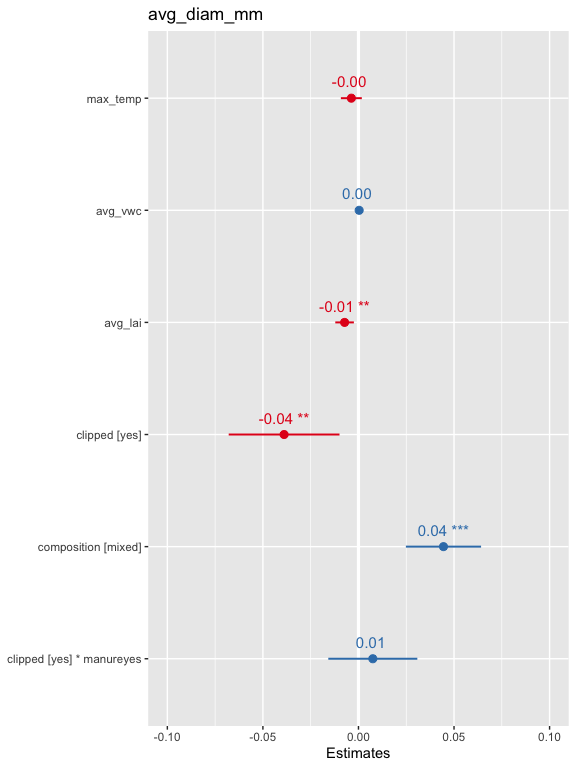 avg_diam_mm
max_temp
-0.00
avg_vwc
0.00
avg_lai
-0.01 **
clipped [yes]
-0.04 **
composition [mixed]
0.04 ***
clipped [yes] * manureyes
0.01
-0.10 -0.05 0.00 0.05 0.10
Estimates